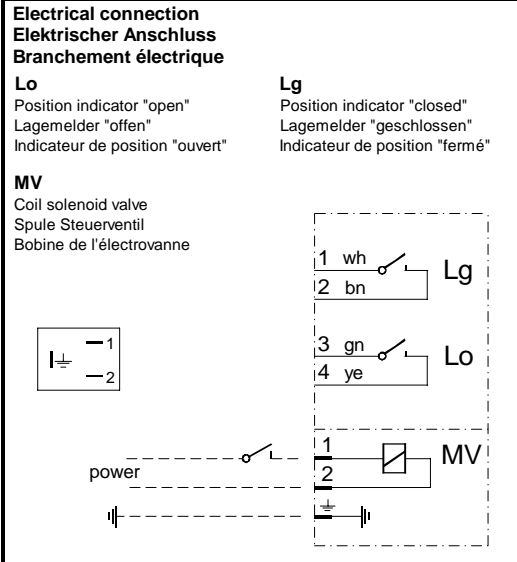 Electrical connection
Elektrischer Anschluss
Branchement électrique
Lo
Position indicator "open"
Lagemelder "offen"
Indicateur de position "ouvert"
Lg
Position indicator "closed"
Lagemelder "geschlossen"
Indicateur de position "fermé"
MV
Coil solenoid valve
Spule Steuerventil
Bobine de l'électrovanne
1 wh
2 bn
Lg
3 gn
4 ye
Lo
1
2
power
1
2
MV